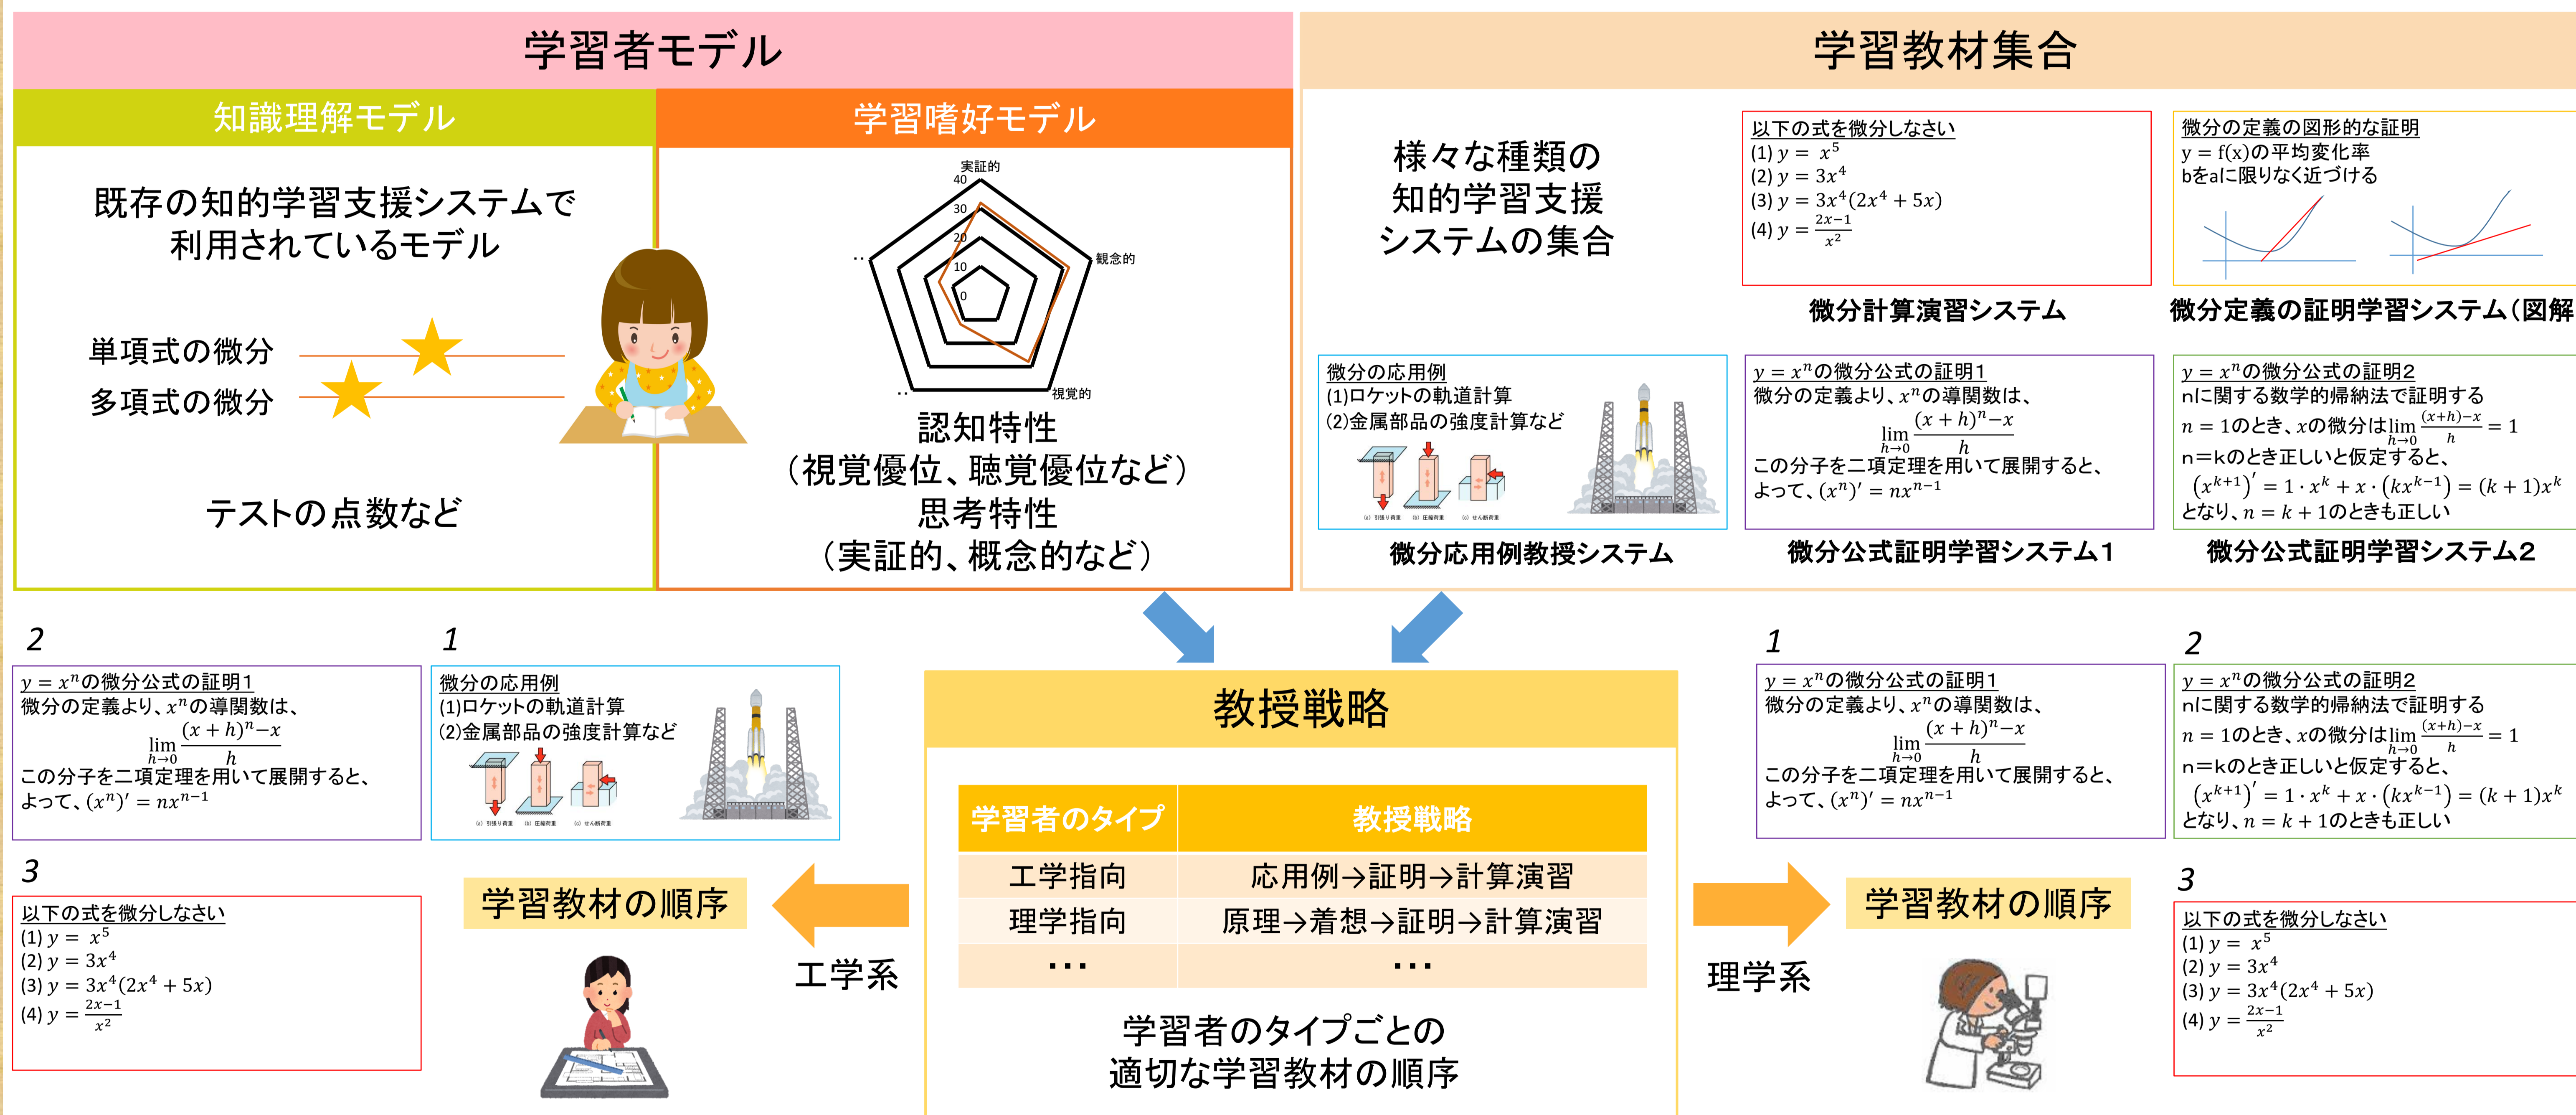 学習者モデル
知識理解モデル
既存の知的学習支援システムで
利用されているモデル
単項式の微分
多項式の微分
テストの点数など
学習嗜好モデル
実証的
40
30
20
10
0
‥
観念的
‥
視覚的
認知特性
（視覚優位、聴覚優位など）
思考特性
（実証的、概念的など）
学習教材集合
様々な種類の
知的学習支援
システムの集合
以下の式を微分しなさい
(1) y = x⁵
(2) y = 3x⁴
(3) y = 3x⁴(2x⁴ + 5x)
(4) y = (2x−1)/x²
微分計算演習システム
微分の定義の図形的な証明
y = f(x)の平均変化率
bをaに限りなく近づける
微分定義の証明学習システム（図解
微分の応用例
(1)ロケットの軌道計算
(2)金属部品の強度計算など
(a) 引張り荷重 (b) 圧縮荷重 (c) せん断荷重
微分応用例教授システム
y = xⁿの微分公式の証明1
微分の定義より、xⁿの導関数は、
lim h→0 ((x + h)ⁿ−x)/h
この分子を二項定理を用いて展開すると、
よって、(xⁿ)′ = nxⁿ⁻¹
微分公式証明学習システム1
y = xⁿの微分公式の証明2
nに関する数学的帰納法で証明する
n = 1のとき、xの微分はlim h→0 ((x+h)−x)/h = 1
n＝kのとき正しいと仮定すると、
(xᵏ⁺¹)′ = 1 · xᵏ + x · (kxᵏ⁻¹) = (k + 1)xᵏ
となり、n = k + 1のときも正しい
微分公式証明学習システム2
2
y = xⁿの微分公式の証明1
微分の定義より、xⁿの導関数は、
lim h→0 ((x + h)ⁿ−x)/h
この分子を二項定理を用いて展開すると、
よって、(xⁿ)′ = nxⁿ⁻¹
1
微分の応用例
(1)ロケットの軌道計算
(2)金属部品の強度計算など
(a) 引張り荷重 (b) 圧縮荷重 (c) せん断荷重
3
以下の式を微分しなさい
(1) y = x⁵
(2) y = 3x⁴
(3) y = 3x⁴(2x⁴ + 5x)
(4) y = (2x−1)/x²
学習教材の順序
工学系
教授戦略
学習者のタイプ 教授戦略
工学指向 応用例→証明→計算演習
理学指向 原理→着想→証明→計算演習
… …
学習者のタイプごとの
適切な学習教材の順序
理学系
学習教材の順序
1
y = xⁿの微分公式の証明1
微分の定義より、xⁿの導関数は、
lim h→0 ((x + h)ⁿ−x)/h
この分子を二項定理を用いて展開すると、
よって、(xⁿ)′ = nxⁿ⁻¹
2
y = xⁿの微分公式の証明2
nに関する数学的帰納法で証明する
n = 1のとき、xの微分はlim h→0 ((x+h)−x)/h = 1
n＝kのとき正しいと仮定すると、
(xᵏ⁺¹)′ = 1 · xᵏ + x · (kxᵏ⁻¹) = (k + 1)xᵏ
となり、n = k + 1のときも正しい
3
以下の式を微分しなさい
(1) y = x⁵
(2) y = 3x⁴
(3) y = 3x⁴(2x⁴ + 5x)
(4) y = (2x−1)/x²